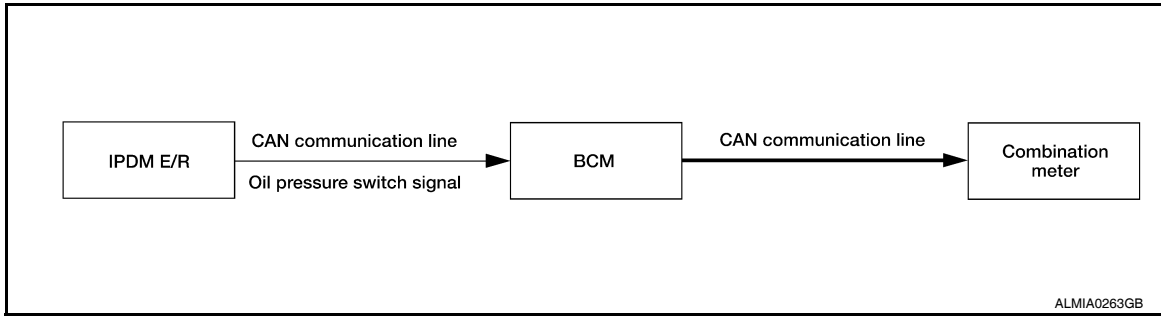 IPDM E/R
CAN communication line
Oil pressure switch signal
BCM
CAN communication line
Combination
meter
ALMIA0263GB